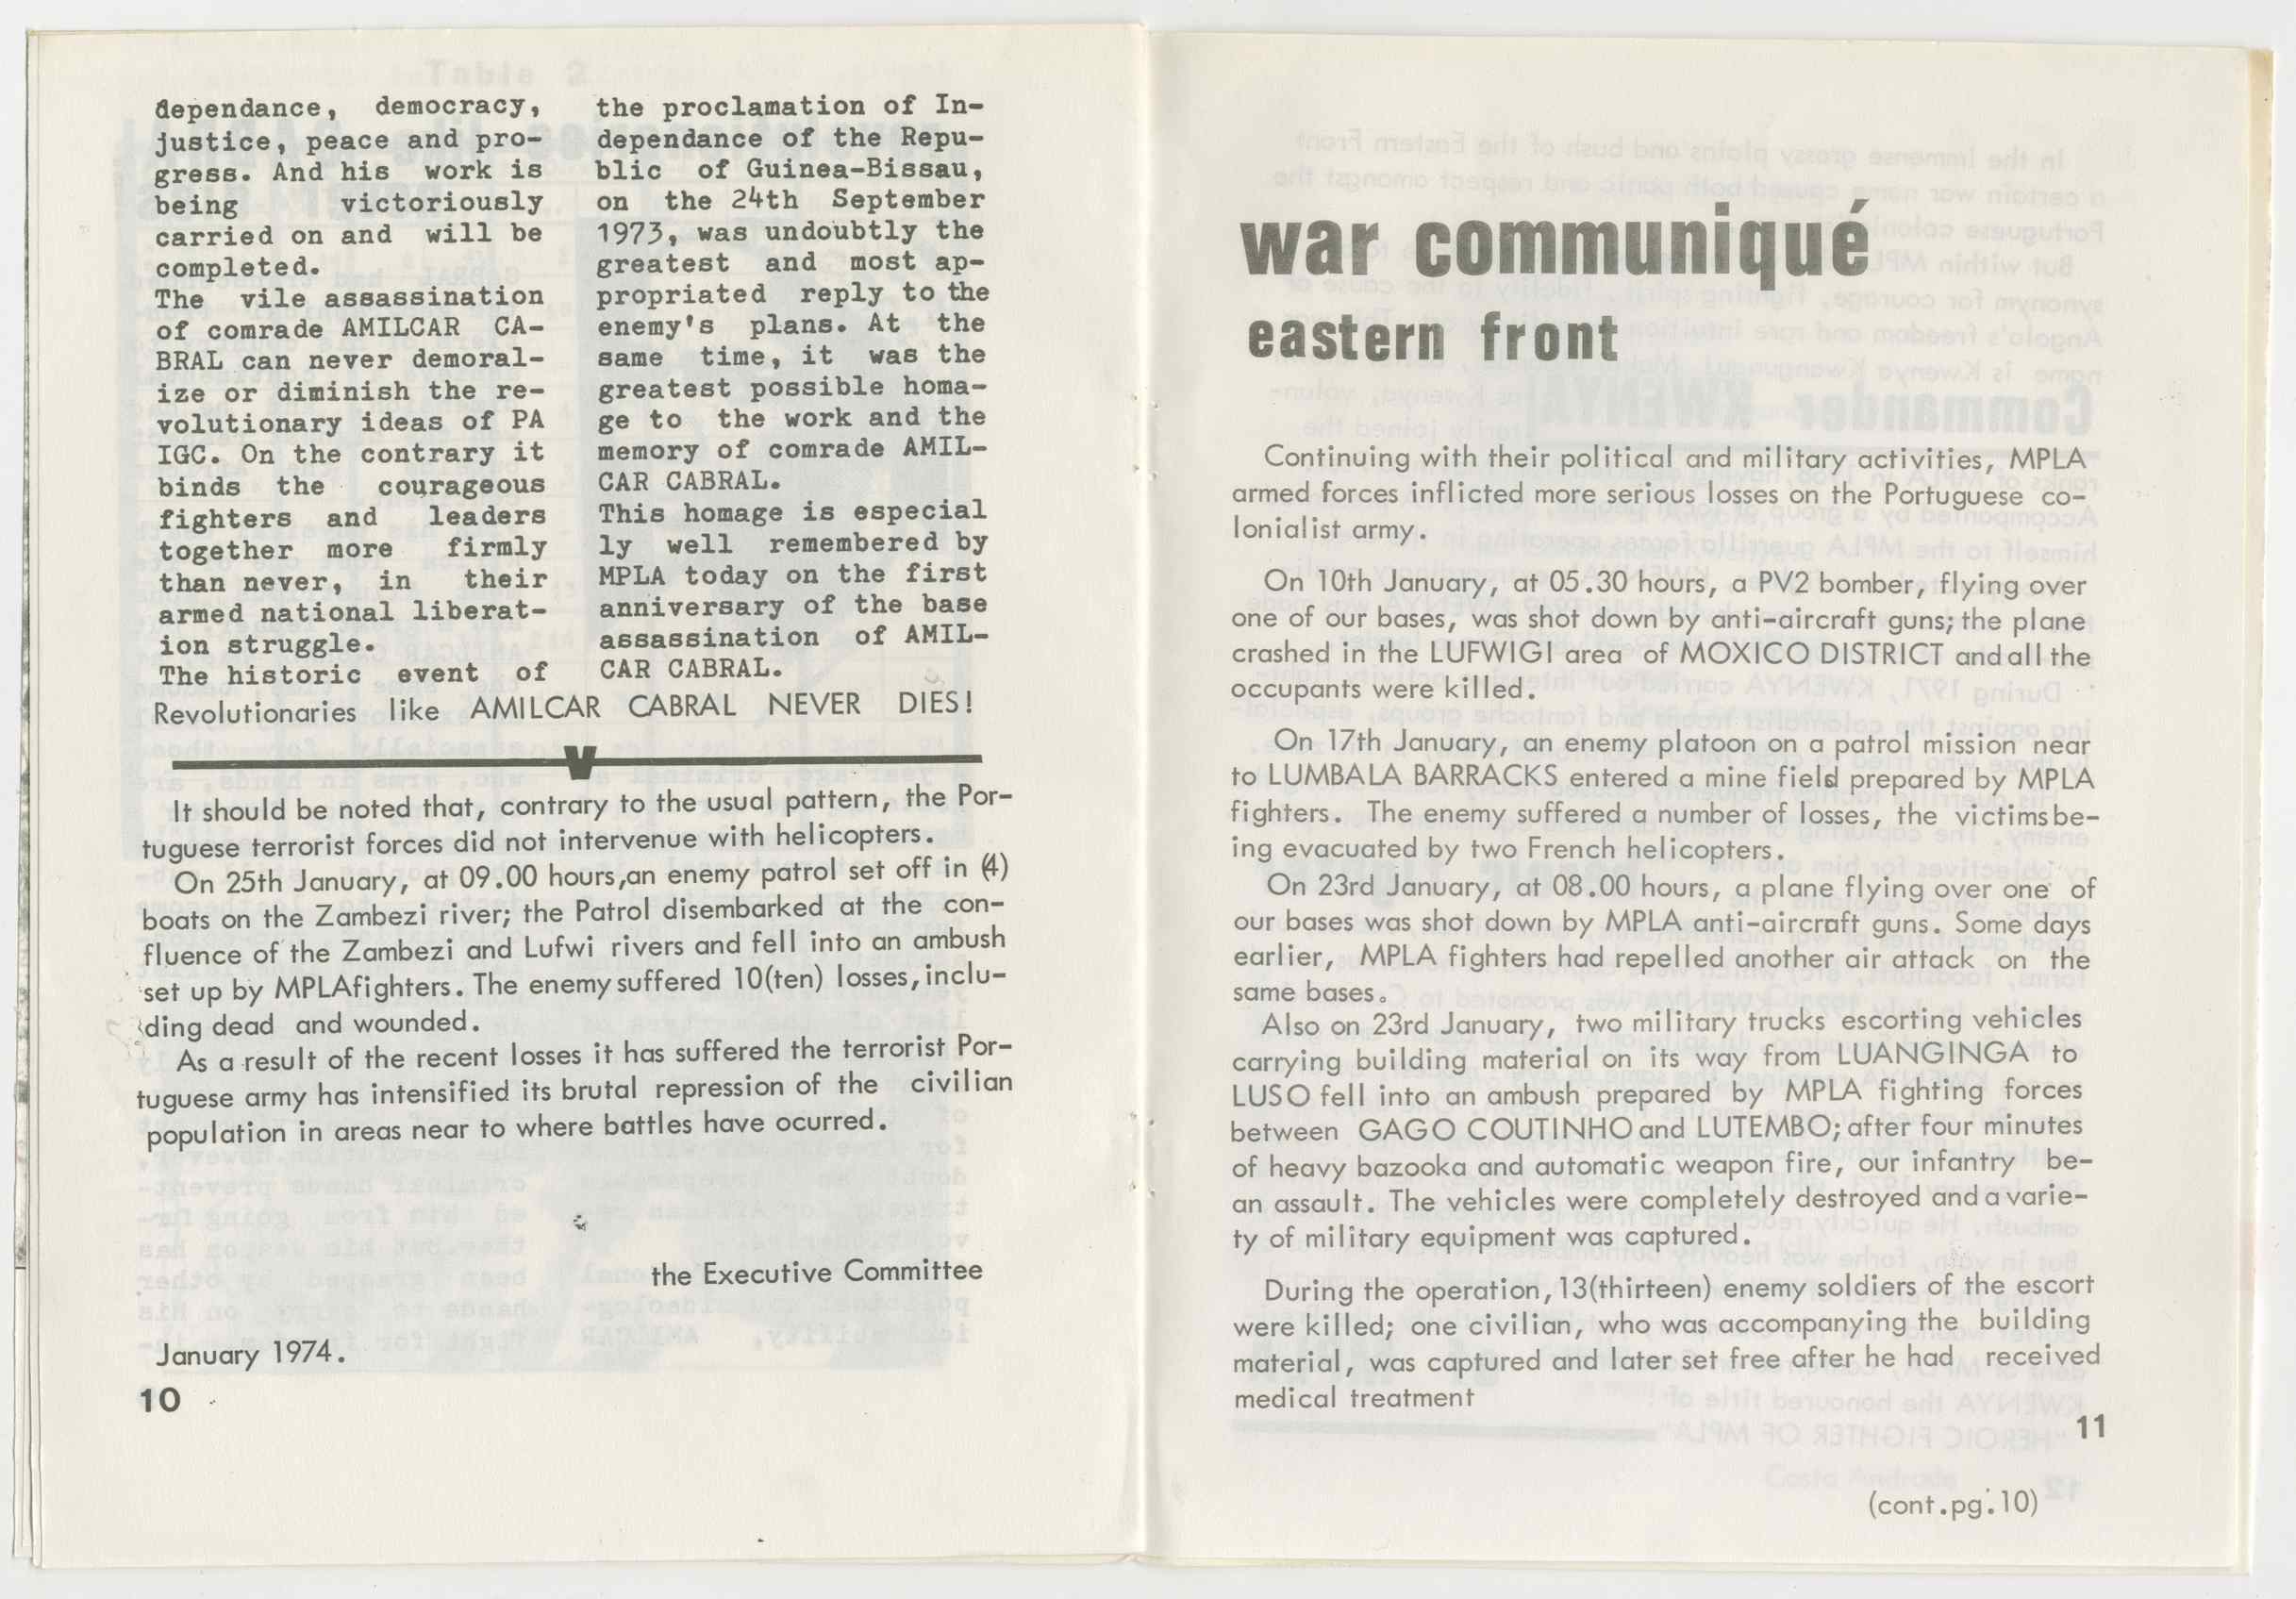 dependance, democracy,
justice, peace and pro-
gress. And his work is
being victoriously
carried on and will be
completed.
The vile assassination
of comrade AMILCAR CA-
BRAL can never demoral-
ize or diminish the re-
volutionary ideas of PA
IGC. On the contrary it
binds the courageous
fighters and leaders
together more firmly
than never, in their
armed national liberat-
ion struggle.
The historic event of
the proclamation of In-
dependance of the Repu-
blic of Guinea-Bissau,
on the 24th September
1973, was undoubtly the
greatest and most ap-
propriated reply to the
enemy's plans. At the
same time, it was the
greatest possible homa-
ge to the work and the
memory of comrade AMIL-
CAR CABRAL.
This homage is especial
ly well remembered by
MPLA today on the first
anniversary of the base
assassination of AMIL-
CAR CABRAL.
Revolutionaries like AMILCAR CABRAL NEVER DIES!
It should be noted that, contrary to the usual pattern, the Por-
tuguese terrorist forces did not intervenue with helicopters.
On 25th January, at 09.00 hours,an enemy patrol set off in (4)
boats on the Zambezi river; the Patrol disembarked at the con-
fluence of the Zambezi and Lufwi rivers and fell into an ambush
set up by MPLAfighters. The enemy suffered 10(ten) losses, inclu-
ding dead and wounded.
As a result of the recent losses it has suffered the terrorist Por-
tuguese army has intensified its brutal repression of the civilian
population in areas near to where battles have ocurred.
the Executive Committee
January 1974.
10
war communiqué
eastern front
Continuing with their political and military activities, MPLA
armed forces inflicted more serious losses on the Portuguese co-
lonialist army.
On 10th January, at 05.30 hours, a PV2 bomber, flying over
one of our bases, was shot down by anti-aircraft guns; the plane
crashed in the LUFWIGI area of MOXICO DISTRICT and all the
occupants were killed.
On 17th January, an enemy platoon on a patrol mission near
to LUMBALA BARRACKS entered a mine field prepared by MPLA
fighters. The enemy suffered a number of losses, the victims be-
ing evacuated by two French helicopters.
On 23rd January, at 08.00 hours, a plane flying over one of
our bases was shot down by MPLA anti-aircraft guns. Some days
earlier, MPLA fighters had repelled another air attack on the
same bases.
Also on 23rd January, two military trucks escorting vehicles
carrying building material on its way from LUANGINGA to
LUSO fell into an ambush prepared by MPLA fighting forces
between GAGO COUTINHO and LUTEMBO; after four minutes
of heavy bazooka and automatic weapon fire, our infantry be-
an assault. The vehicles were completely destroyed and a varie-
ty of military equipment was captured.
During the operation, 13(thirteen) enemy soldiers of the escort
were killed; one civilian, who was accompanying the building
material, was captured and later set free after he had received
medical treatment
11
(cont.pg.10)